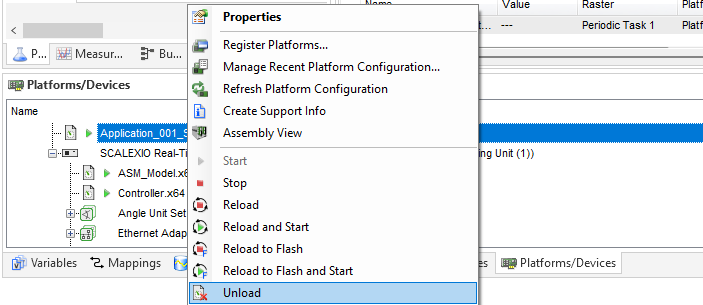 Name
Value
Raster
Platf
t...
---
Periodic Task 1
Platfo
P...
Measur...
Bu...
Platforms/Devices
Name
Application_001_S
SCALEXIO Real-Ti
ing Unit (1))
ASM_Model.x6
Controller.x64
Angle Unit Set
Ethernet Adap
Properties
Register Platforms...
Manage Recent Platform Configuration...
Refresh Platform Configuration
Create Support Info
Assembly View
Start
Stop
Reload
Reload and Start
Reload to Flash
Reload to Flash and Start
Unload
Variables
Mappings
es
Platforms/Devices